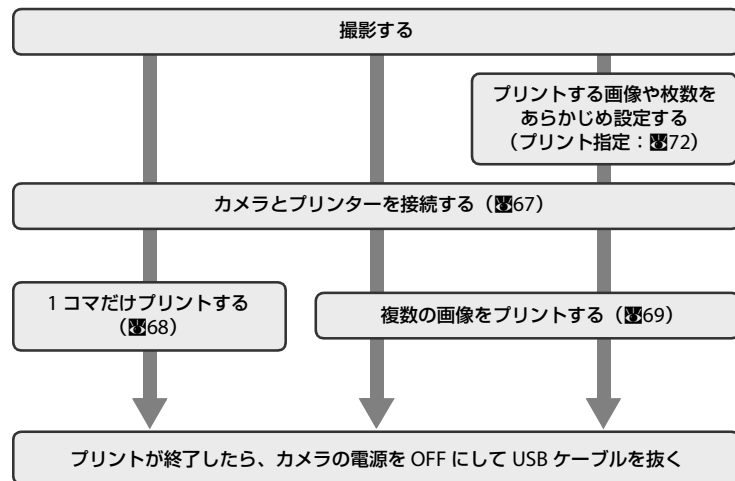 撮影する
プリントする画像や枚数を
あらかじめ設定する
(プリント指定:72)
カメラとプリンターを接続する(67)
1 コマだけプリントする
(68)
複数の画像をプリントする(69)
プリントが終了したら、カメラの電源を OFF にして USB ケーブルを抜く